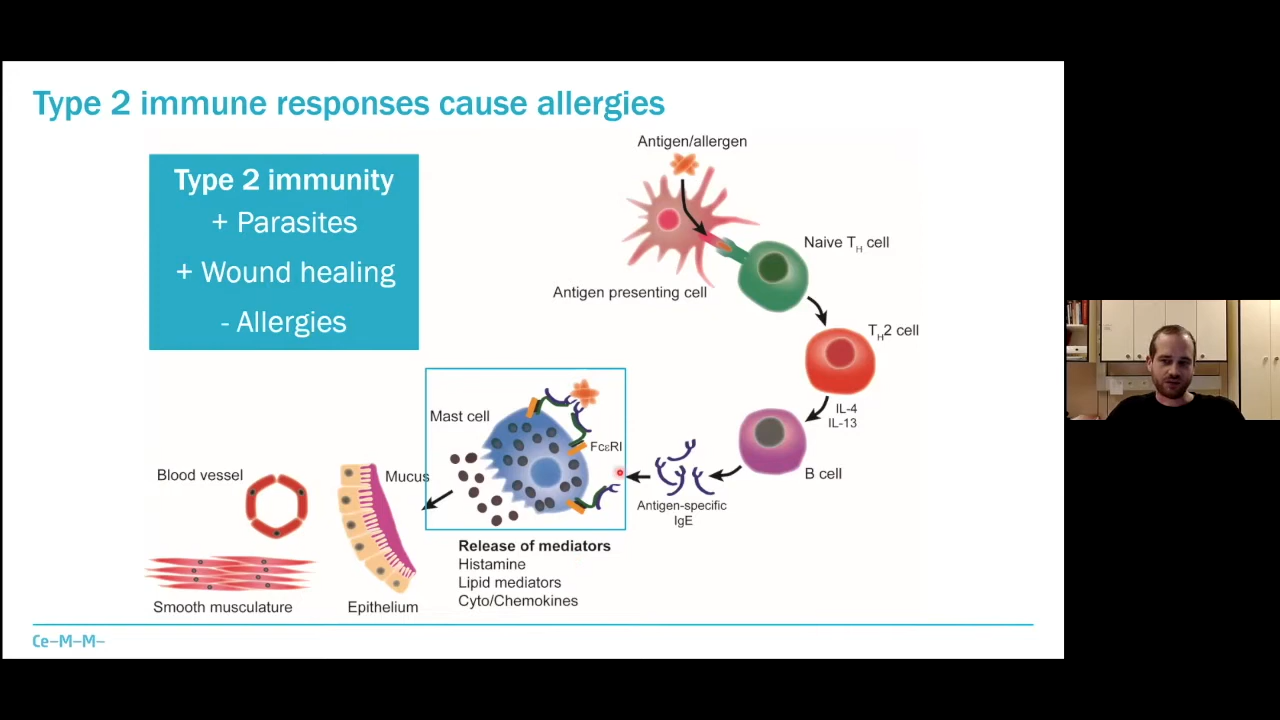 Type 2 immune responses cause allergies
Type 2 immunity
+ Parasites
+ Wound healing
- Allergies
Antigen/allergen
Naive TH cell
Antigen presenting cell
TH2 cell
IL-4
IL-13
B cell
Antigen-specific
IgE
Mast cell
FcεRI
Mucus
Blood vessel
Smooth musculature
Epithelium
Release of mediators
Histamine
Lipid mediators
Cyto/Chemokines
Ce–M–M–